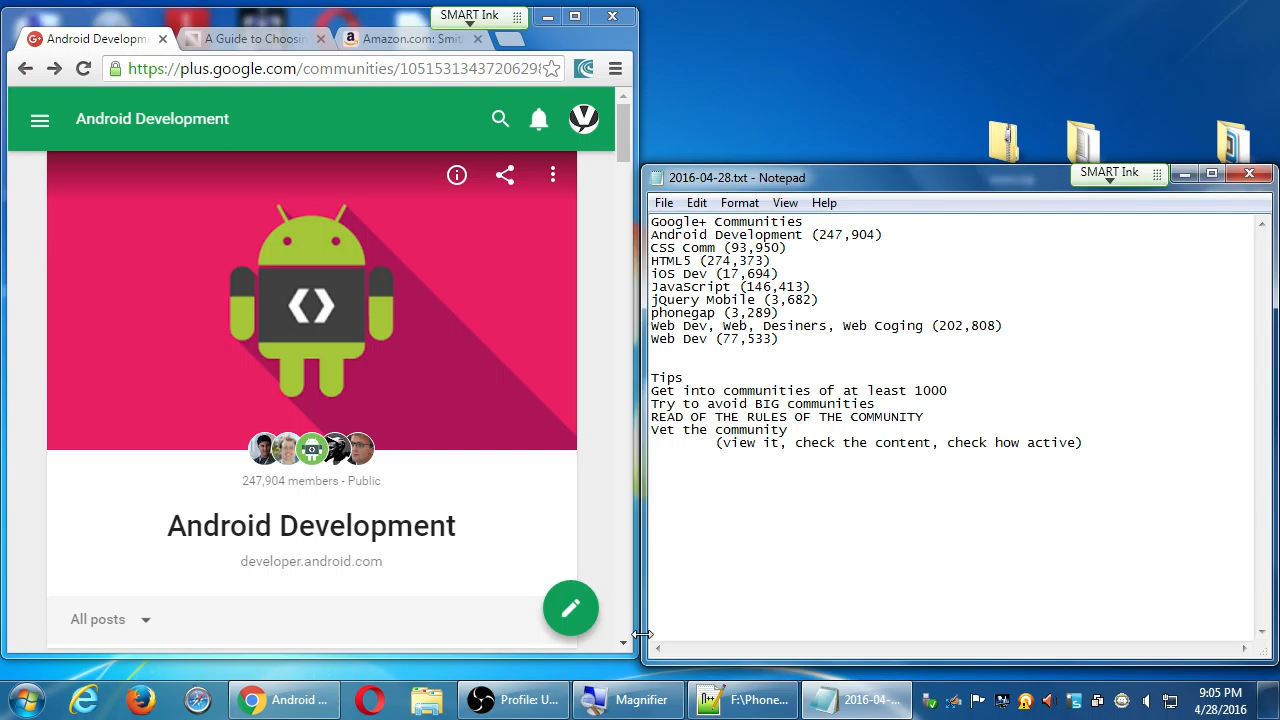 SMART Ink
Android Developm
A Guide to Choosin
Amazon.com: Smit
https://plus.google.com/communities/105153134372062985
Android Development
247,904 members - Public
Android Development
developer.android.com
All posts
SMART Ink
2016-04-28.txt - Notepad
File Edit Format View Help
Google+ Communities
Android Development (247,904)
CSS Comm (93,950)
HTML5 (274,373)
iOS Dev (17,694)
JavaScript (146,413)
jQuery Mobile (3,682)
phonegap (3,289)
Web Dev, Web, Desiners, Web Coging (202,808)
Web Dev (77,533)
Tips
Get into communities of at least 1000
Try to avoid BIG communities
READ OF THE RULES OF THE COMMUNITY
Vet the community
(view it, check the content, check how active)
Android ...
Profile: U...
Magnifier
F:\Phone...
2016-04-...
9:05 PM
4/28/2016